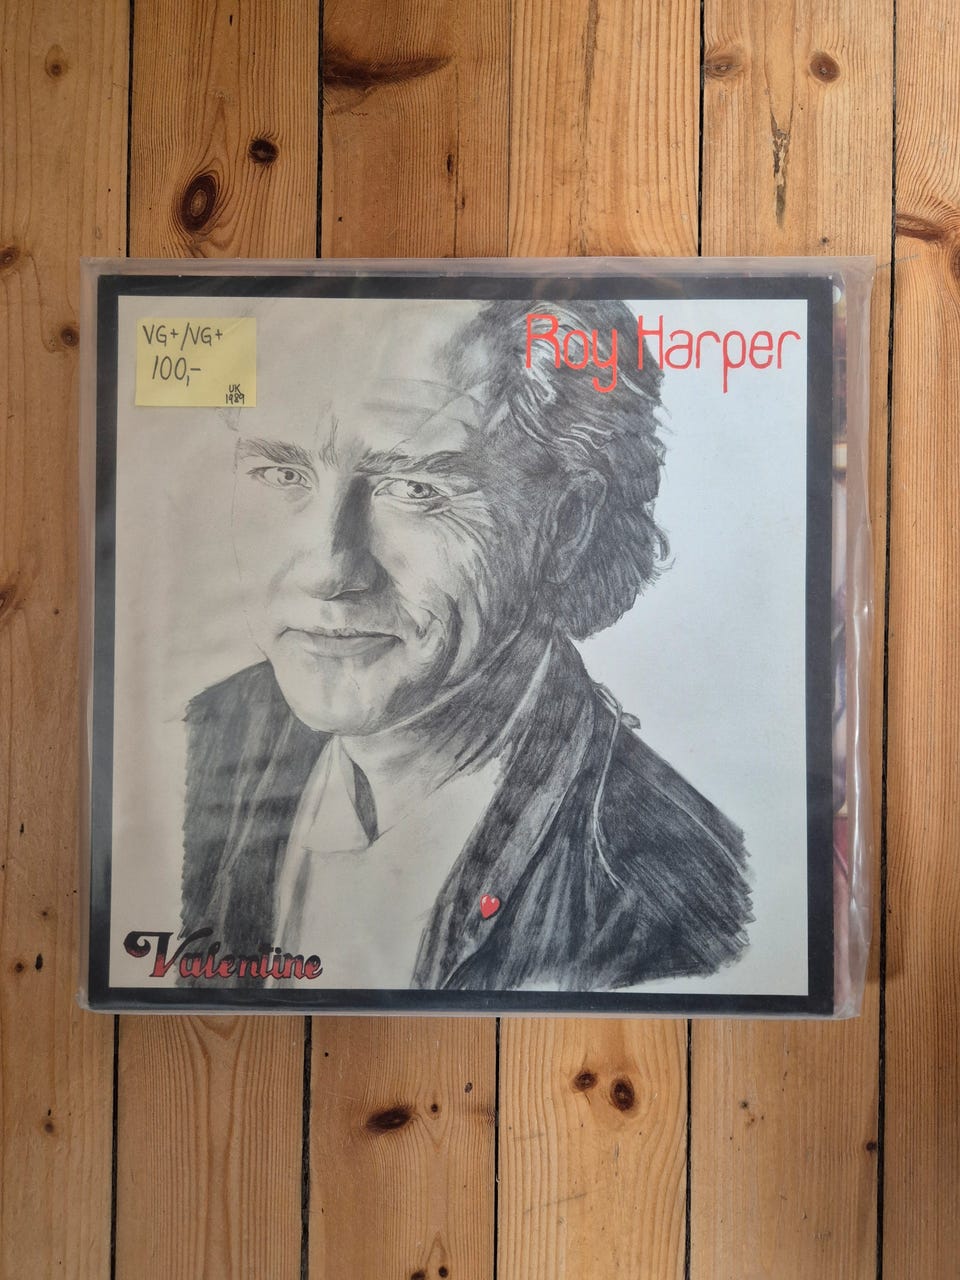 VG+/VG+
100,-
UK
1989
Roy Harper
Valentine